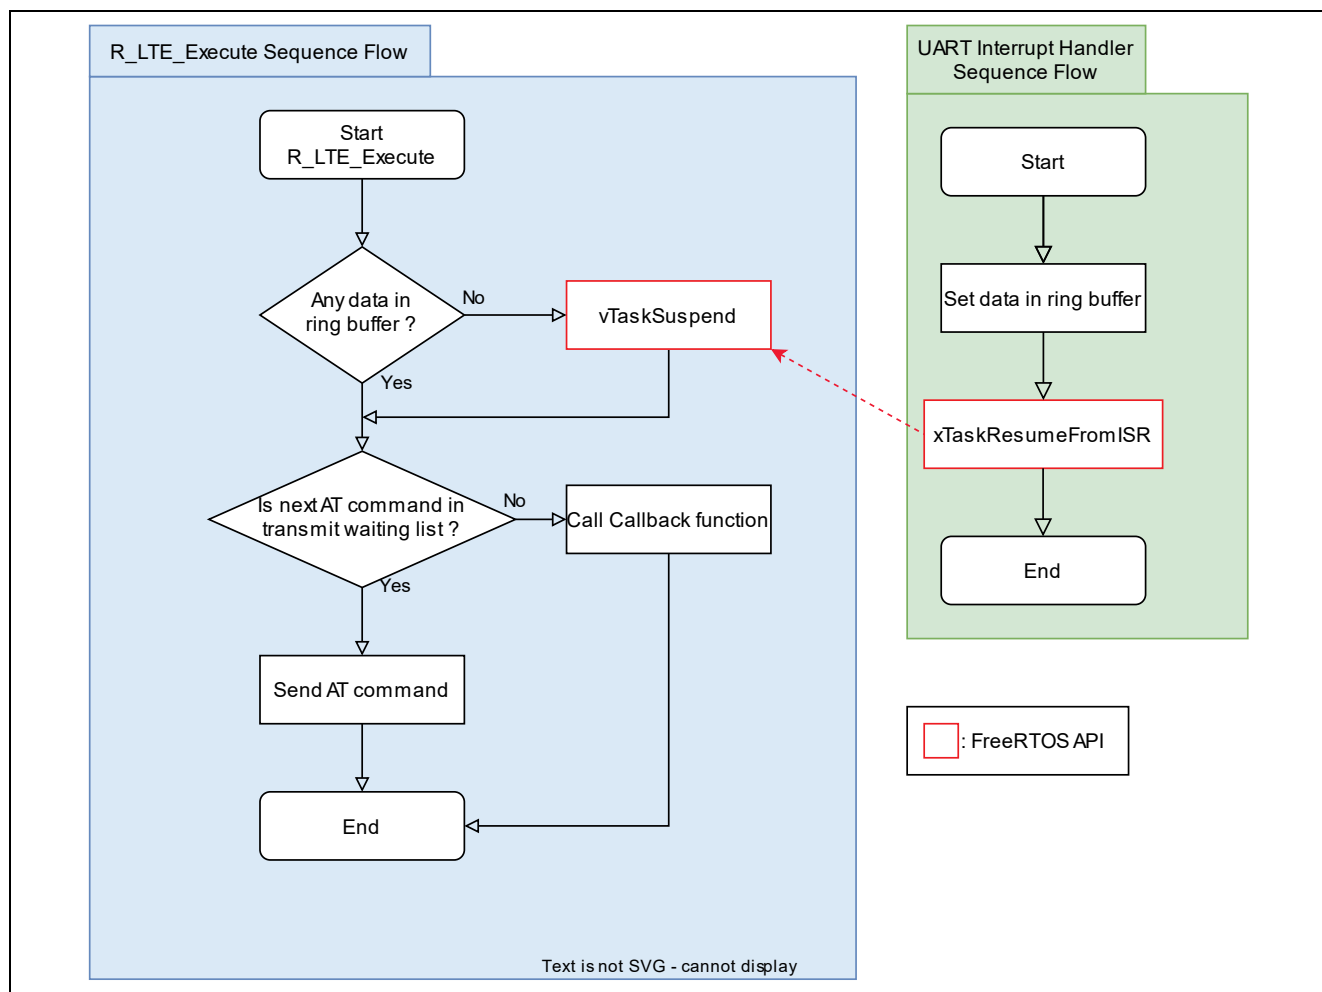 R_LTE_Execute Sequence Flow
Start
R_LTE_Execute
Any data in
ring buffer ?
No
vTaskSuspend
Yes
Is next AT command in
transmit waiting list ?
No
Call Callback function
Yes
Send AT command
End
Text is not SVG - cannot display
UART Interrupt Handler
Sequence Flow
Start
Set data in ring buffer
xTaskResumeFromISR
End
: FreeRTOS API